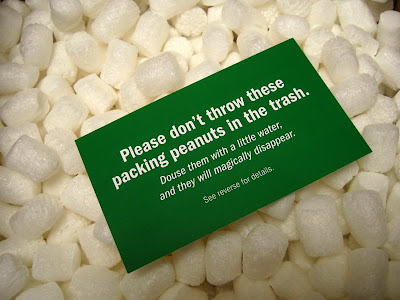 Please don't throw these
packing peanuts in the trash.
Douse them with a little water,
and they will magically disappear.
See reverse for details.